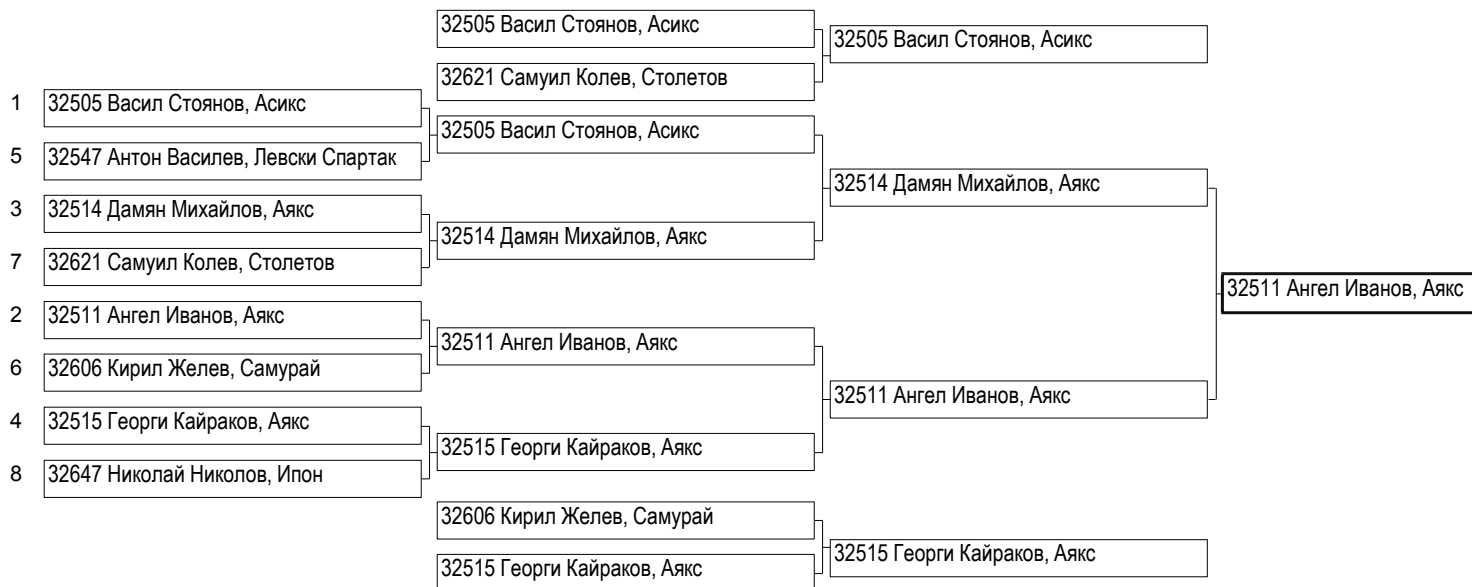 32505 Васил Стоянов, Асикс
32505 Васил Стоянов, Асикс
32621 Самуил Колев, Столетов
1 32505 Васил Стоянов, Асикс
32505 Васил Стоянов, Асикс
5 32547 Антон Василев, Левски Спартак
32514 Дамян Михайлов, Аякс
3 32514 Дамян Михайлов, Аякс
32514 Дамян Михайлов, Аякс
7 32621 Самуил Колев, Столетов
32511 Ангел Иванов, Аякс
2 32511 Ангел Иванов, Аякс
32511 Ангел Иванов, Аякс
6 32606 Кирил Желев, Самурай
32511 Ангел Иванов, Аякс
4 32515 Георги Кайраков, Аякс
32515 Георги Кайраков, Аякс
8 32647 Николай Николов, Ипон
32606 Кирил Желев, Самурай
32515 Георги Кайраков, Аякс
32515 Георги Кайраков, Аякс